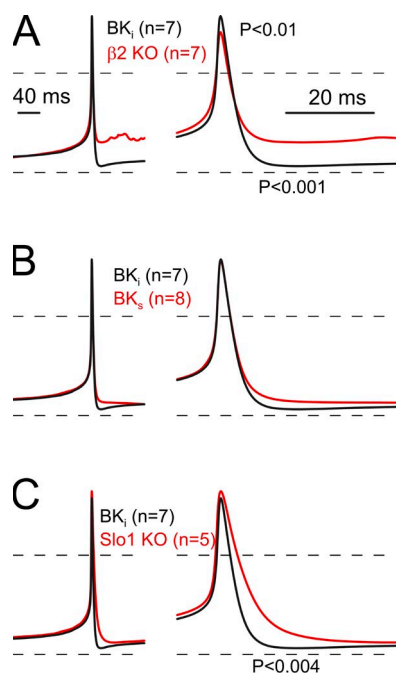 A
BKi (n=7)
β2 KO (n=7)
P<0.01
40 ms
20 ms
P<0.001
B
BKi (n=7)
BKs (n=8)
C
BKi (n=7)
Slo1 KO (n=5)
P<0.004